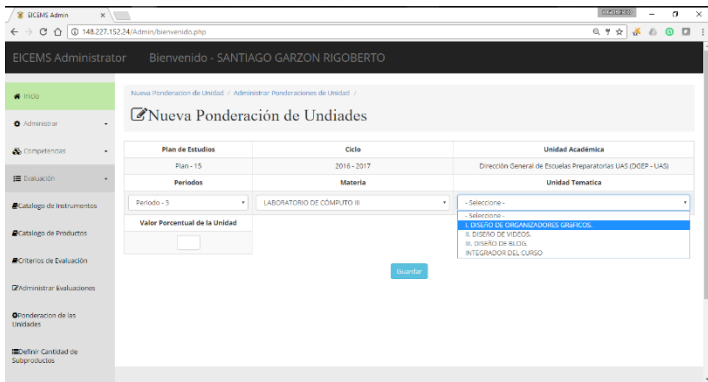 EICEMS Admin
148.227.152.24/Admin/bienvenido.php
EICEMS Administrator Bienvenido - SANTIAGO GARZON RIGOBERTO
Inicio
Administrar
Competencias
Evaluación
Catalogo de Instrumentos
Catalogo de Productos
Criterios de Evaluación
Administrar Evaluaciones
Ponderacion de las
Unidades
Definir Cantidad de
Subproductos
Nueva Ponderacion de Unidad / Administrar Ponderaciones de Unidad /
Nueva Ponderación de Undiades
Plan de Estudios Ciclo Unidad Académica
Plan - 15 2016 - 2017 Dirección General de Escuelas Preparatorias UAS (DGEP - UAS)
Periodos Materia Unidad Tematica
Periodo - 3 LABORATORIO DE CÓMPUTO III - Seleccione -
- Seleccione -
I. DISEÑO DE ORGANIZADORES GRÁFICOS.
II. DISEÑO DE VIDEOS.
III. DISEÑO DE BLOG.
INTEGRADOR DEL CURSO
Valor Porcentual de la Unidad
Guardar